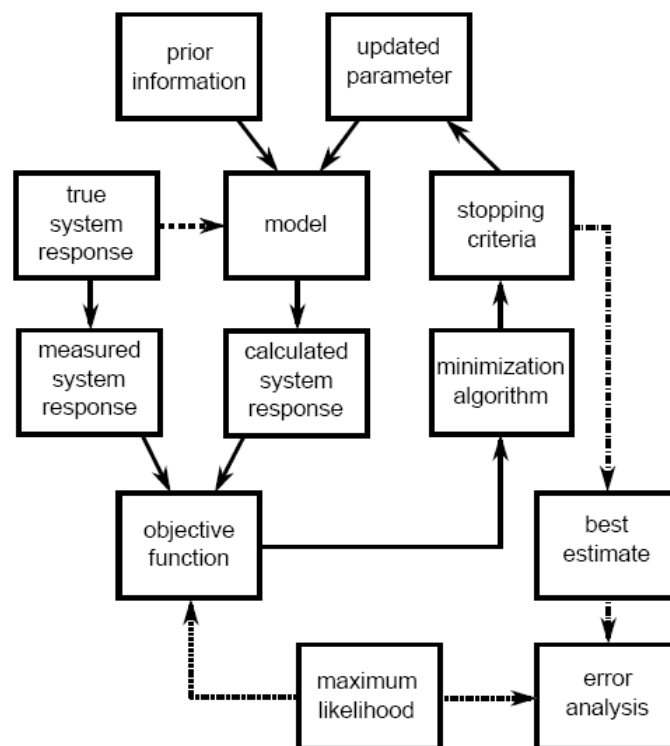 prior
information
updated
parameter
true
system
response
model
stopping
criteria
measured
system
response
calculated
system
response
minimization
algorithm
objective
function
best
estimate
maximum
likelihood
error
analysis